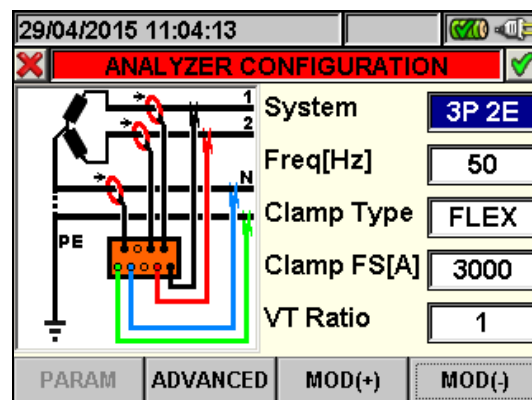 29/04/2015 11:04:13
ANALYZER CONFIGURATION
1
2
N
PE
System 3P 2E
Freq[Hz] 50
Clamp Type FLEX
Clamp FS[A] 3000
VT Ratio 1
PARAM ADVANCED MOD(+) MOD(-)